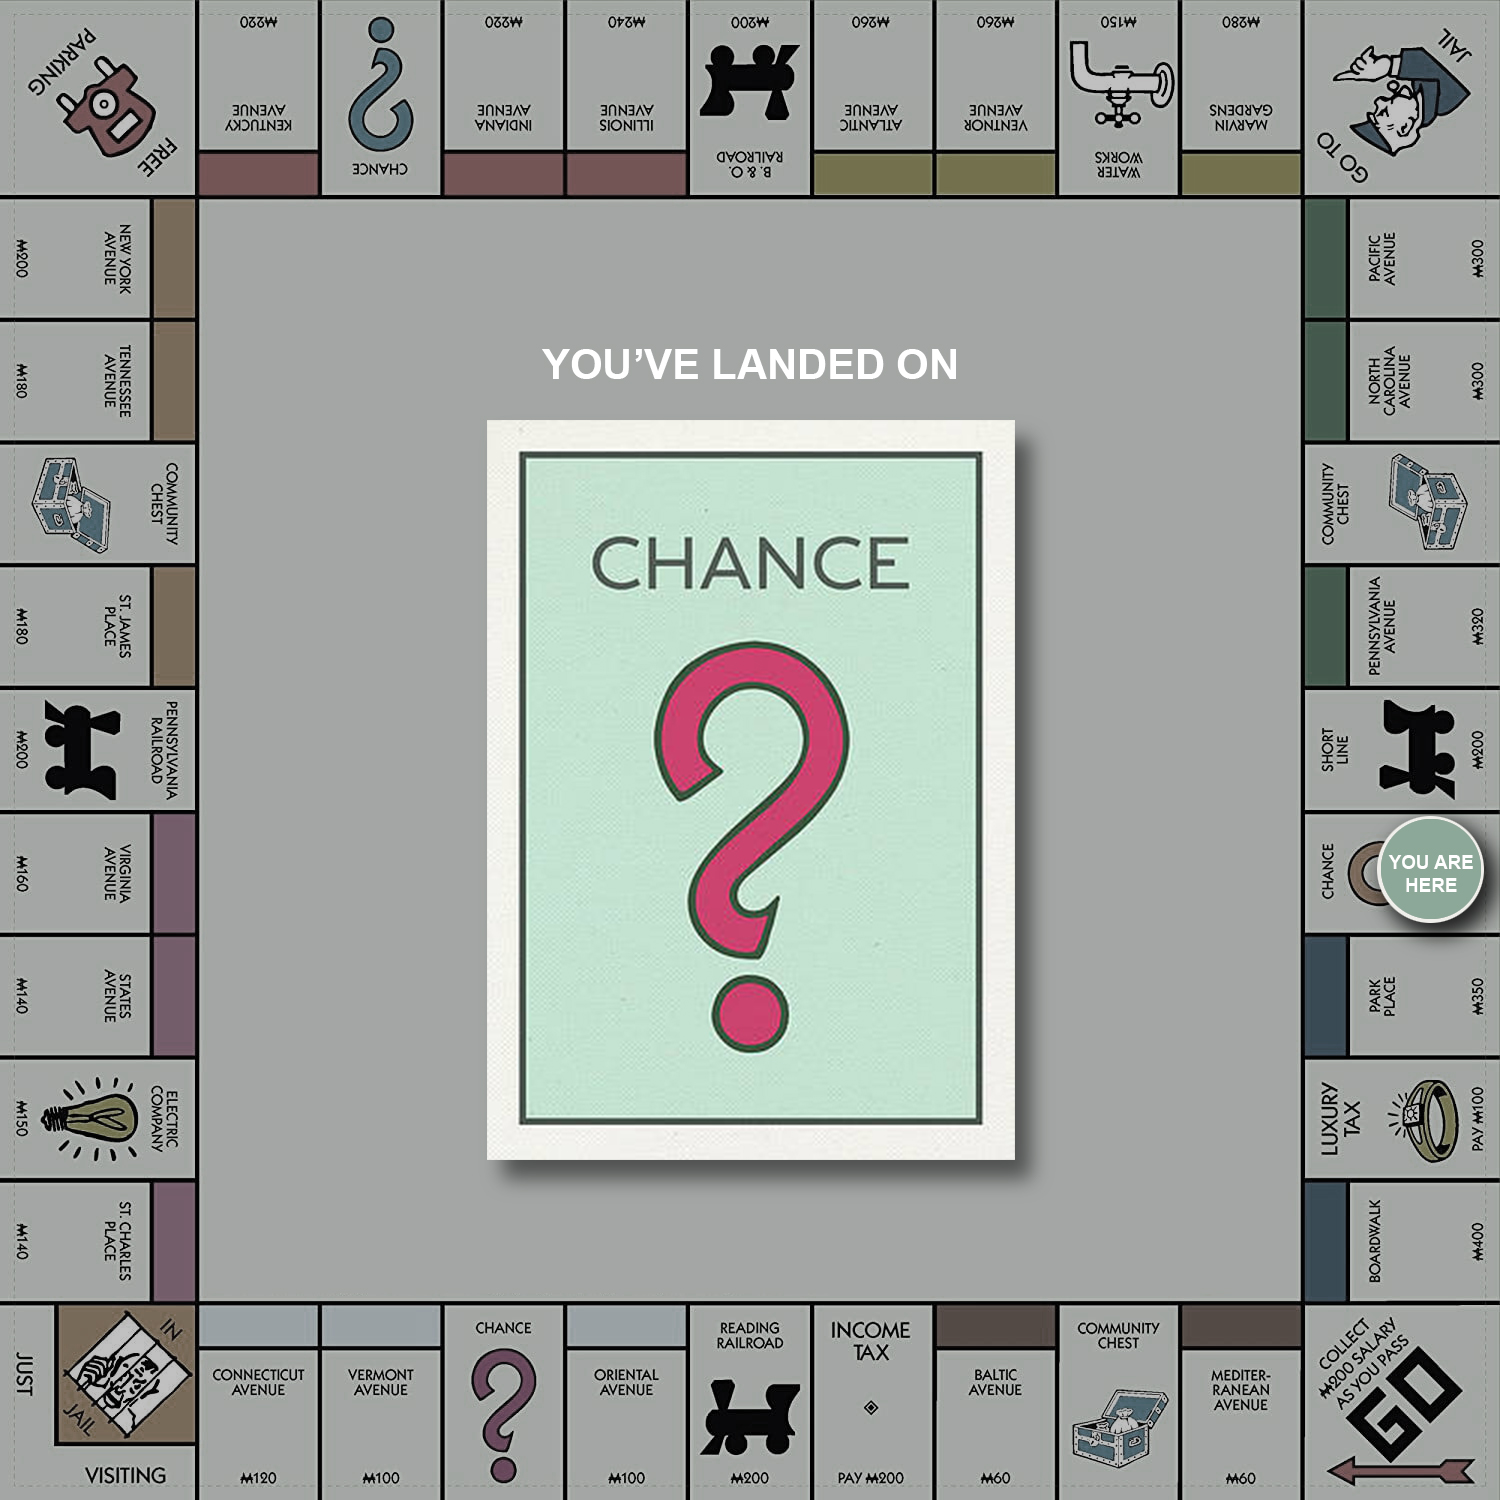 PARKING
FREE
₩220
KENTUCKY
AVENUE
CHANCE
₩220
INDIANA
AVENUE
₩240
ILLINOIS
AVENUE
₩200
B. & O.
RAILROAD
₩260
ATLANTIC
AVENUE
₩260
VENTNOR
AVENUE
₩150
WATER
WORKS
₩280
MARVIN
GARDENS
GO TO
JAIL
NEW YORK
AVENUE
₩200
TENNESSEE
AVENUE
₩180
COMMUNITY
CHEST
ST. JAMES
PLACE
₩180
PENNSYLVANIA
RAILROAD
₩200
VIRGINIA
AVENUE
₩160
STATES
AVENUE
₩140
ELECTRIC
COMPANY
₩150
ST. CHARLES
PLACE
₩140
YOU’VE LANDED ON
CHANCE
PACIFIC
AVENUE
₩300
NORTH
CAROLINA
AVENUE
₩300
COMMUNITY
CHEST
PENNSYLVANIA
AVENUE
₩320
SHORT
LINE
₩200
CHANCE
YOU ARE
HERE
PARK
PLACE
₩350
LUXURY
TAX
PAY ₩100
BOARDWALK
₩400
JUST
VISITING
IN
JAIL
CONNECTICUT
AVENUE
₩120
VERMONT
AVENUE
₩100
CHANCE
ORIENTAL
AVENUE
₩100
READING
RAILROAD
₩200
INCOME
TAX
PAY ₩200
BALTIC
AVENUE
₩60
COMMUNITY
CHEST
MEDITER-
RANEAN
AVENUE
₩60
COLLECT
₩200 SALARY
AS YOU PASS
GO